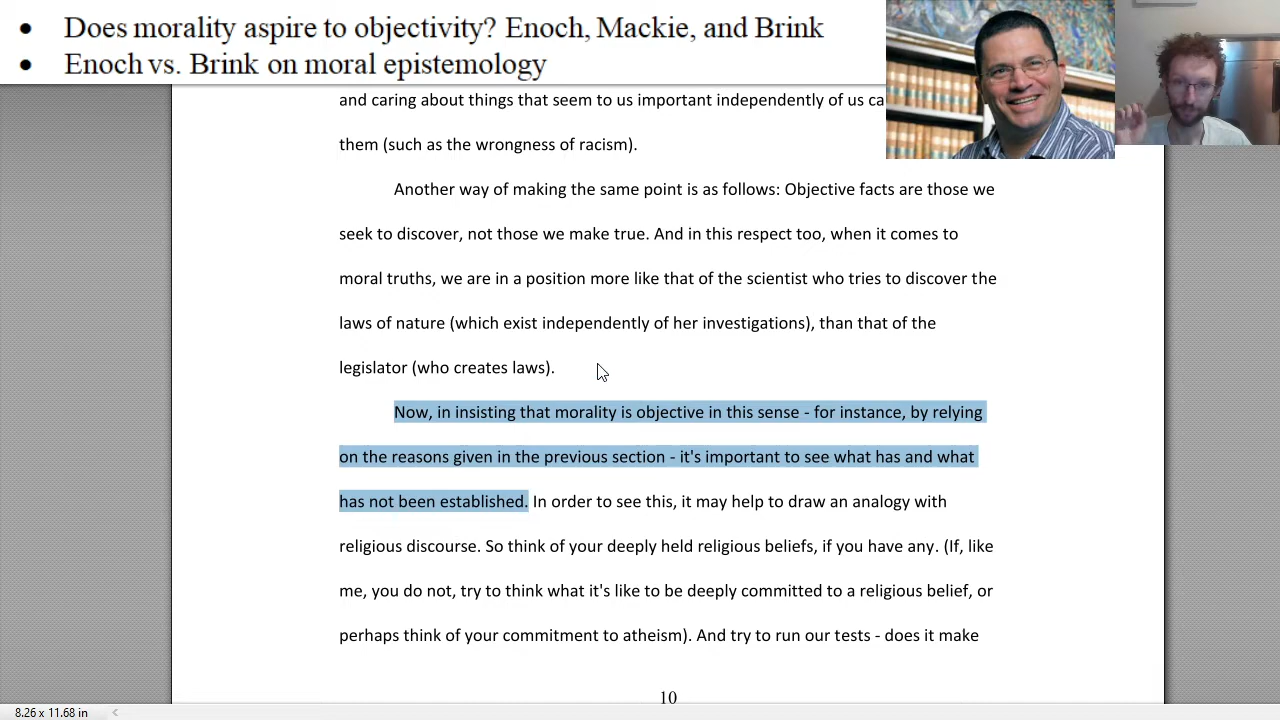 • Does morality aspire to objectivity? Enoch, Mackie, and Brink
• Enoch vs. Brink on moral epistemology
and caring about things that seem to us important independently of us ca
them (such as the wrongness of racism).
Another way of making the same point is as follows: Objective facts are those we
seek to discover, not those we make true. And in this respect too, when it comes to
moral truths, we are in a position more like that of the scientist who tries to discover the
laws of nature (which exist independently of her investigations), than that of the
legislator (who creates laws).
Now, in insisting that morality is objective in this sense - for instance, by relying
on the reasons given in the previous section - it's important to see what has and what
has not been established. In order to see this, it may help to draw an analogy with
religious discourse. So think of your deeply held religious beliefs, if you have any. (If, like
me, you do not, try to think what it's like to be deeply committed to a religious belief, or
perhaps think of your commitment to atheism). And try to run our tests - does it make
10
8.26 x 11.68 in <